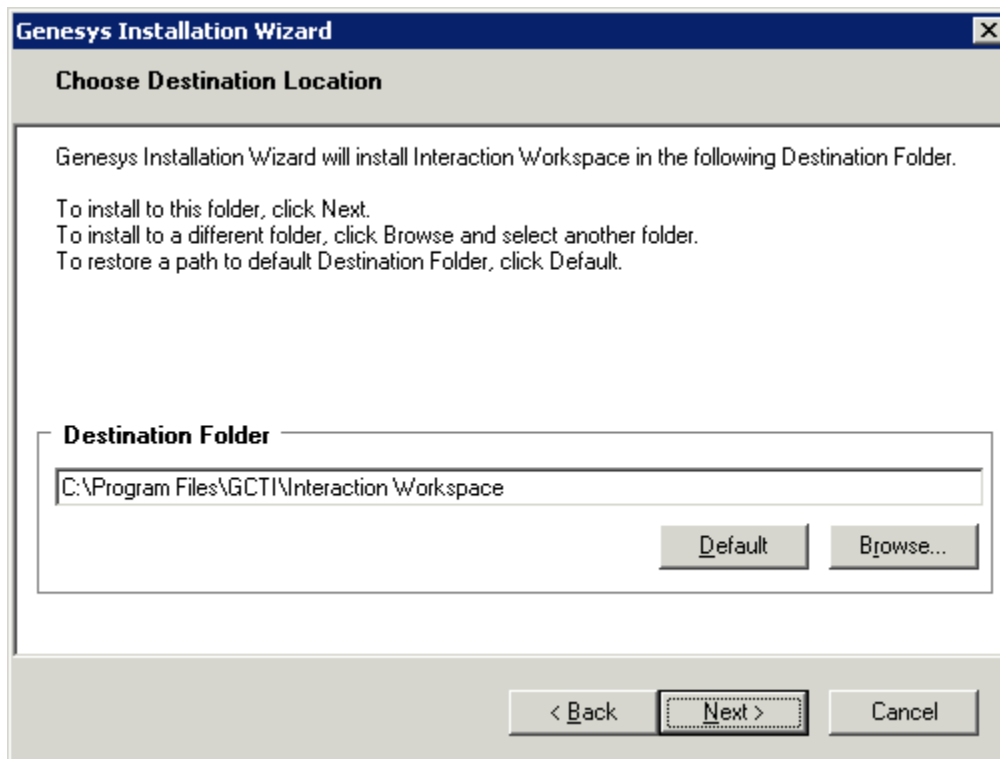 Genesys Installation Wizard
Choose Destination Location
Genesys Installation Wizard will install Interaction Workspace in the following Destination Folder.
To install to this folder, click Next.
To install to a different folder, click Browse and select another folder.
To restore a path to default Destination Folder, click Default.
Destination Folder
C:\Program Files\GCTI\Interaction Workspace
Default Browse...
< Back Next > Cancel